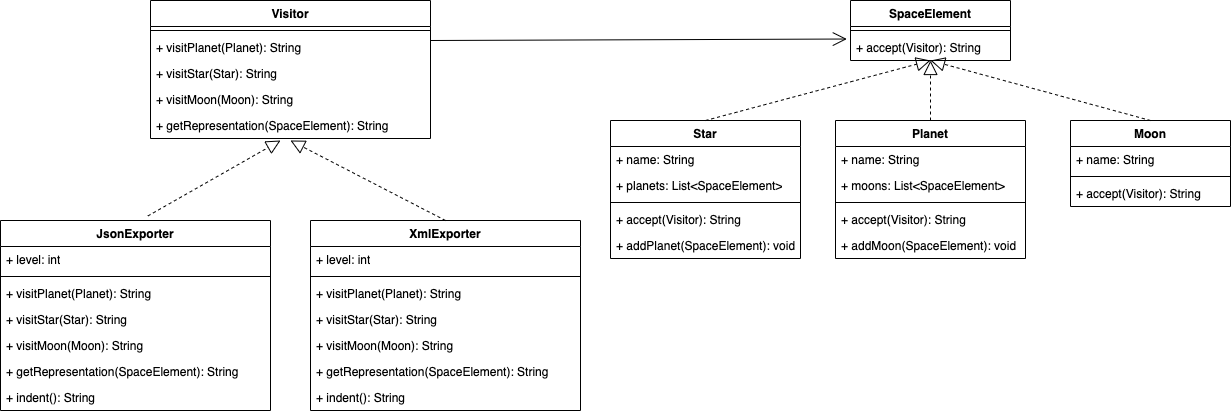 Visitor
+ visitPlanet(Planet): String
+ visitStar(Star): String
+ visitMoon(Moon): String
+ getRepresentation(SpaceElement): String
SpaceElement
+ accept(Visitor): String
Star
+ name: String
+ planets: List<SpaceElement>
+ accept(Visitor): String
+ addPlanet(SpaceElement): void
Planet
+ name: String
+ moons: List<SpaceElement>
+ accept(Visitor): String
+ addMoon(SpaceElement): void
Moon
+ name: String
+ accept(Visitor): String
JsonExporter
+ level: int
+ visitPlanet(Planet): String
+ visitStar(Star): String
+ visitMoon(Moon): String
+ getRepresentation(SpaceElement): String
+ indent(): String
XmlExporter
+ level: int
+ visitPlanet(Planet): String
+ visitStar(Star): String
+ visitMoon(Moon): String
+ getRepresentation(SpaceElement): String
+ indent(): String